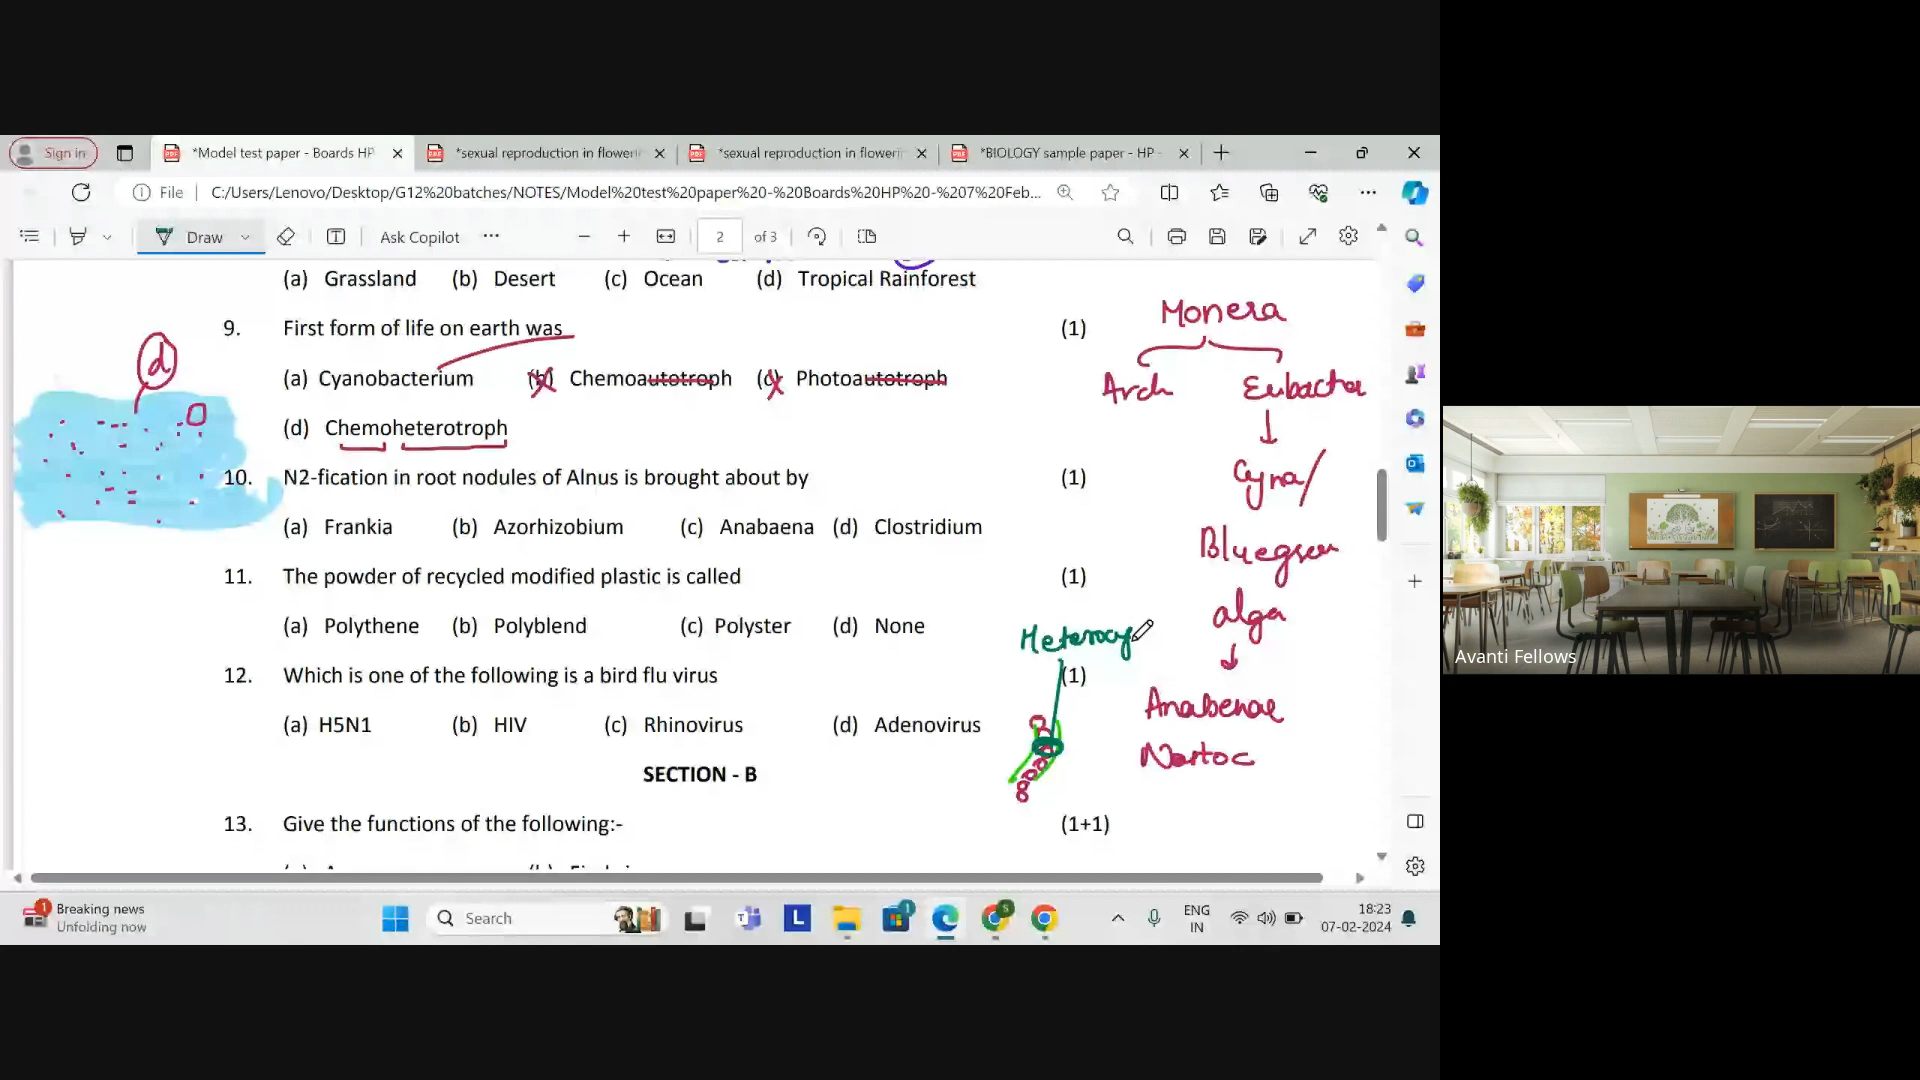 Sign in
*Model test paper - Boards HP
*sexual reproduction in floweri
*sexual reproduction in floweri
*BIOLOGY sample paper - HP -
File
C:/Users/Lenovo/Desktop/G12%20batches/NOTES/Model%20test%20paper%20-%20Boards%20HP%20-%207%20Feb...
Draw
Ask Copilot
2
of 3
(a) Grassland (b) Desert (c) Ocean (d) Tropical Rainforest
9. First form of life on earth was (1)
(a) Cyanobacterium (b) Chemoautotroph (c) Photoautotroph
(d) Chemoheterotroph
10. N2-fication in root nodules of Alnus is brought about by (1)
(a) Frankia (b) Azorhizobium (c) Anabaena (d) Clostridium
11. The powder of recycled modified plastic is called (1)
(a) Polythene (b) Polyblend (c) Polyster (d) None
12. Which is one of the following is a bird flu virus (1)
(a) H5N1 (b) HIV (c) Rhinovirus (d) Adenovirus
SECTION - B
13. Give the functions of the following:- (1+1)
d
Monera
Arch
Eubacter
Cyna/
Bluegreen
alga
Anabenae
Nostoc
Heterocy
Avanti Fellows
1
Breaking news
Unfolding now
Search
ENG
IN
18:23
07-02-2024